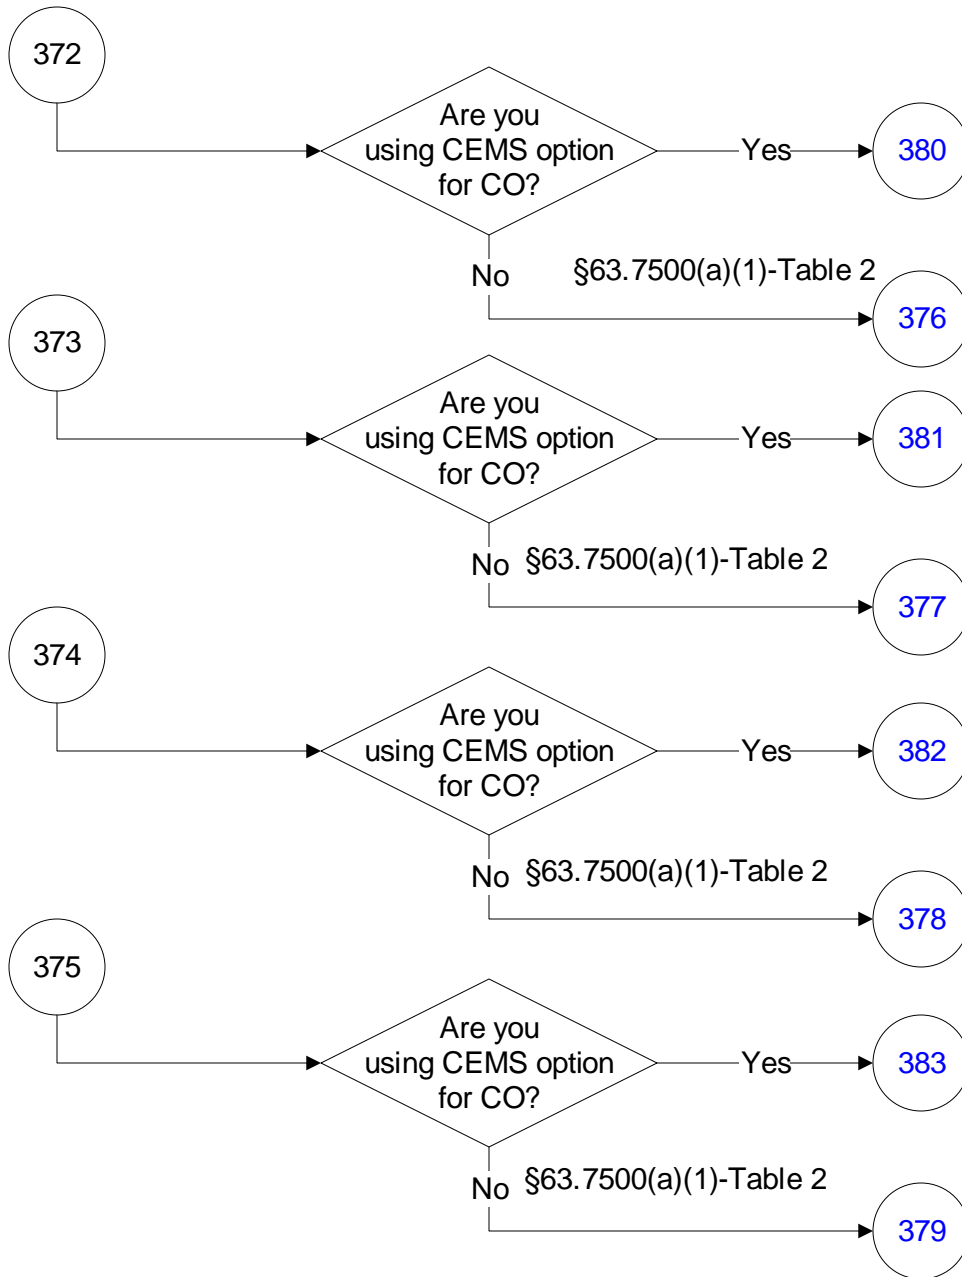 372
Are you
using CEMS option
for CO?
Yes
380
No
§63.7500(a)(1)-Table 2
376
373
Are you
using CEMS option
for CO?
Yes
381
No
§63.7500(a)(1)-Table 2
377
374
Are you
using CEMS option
for CO?
Yes
382
No
§63.7500(a)(1)-Table 2
378
375
Are you
using CEMS option
for CO?
Yes
383
No
§63.7500(a)(1)-Table 2
379